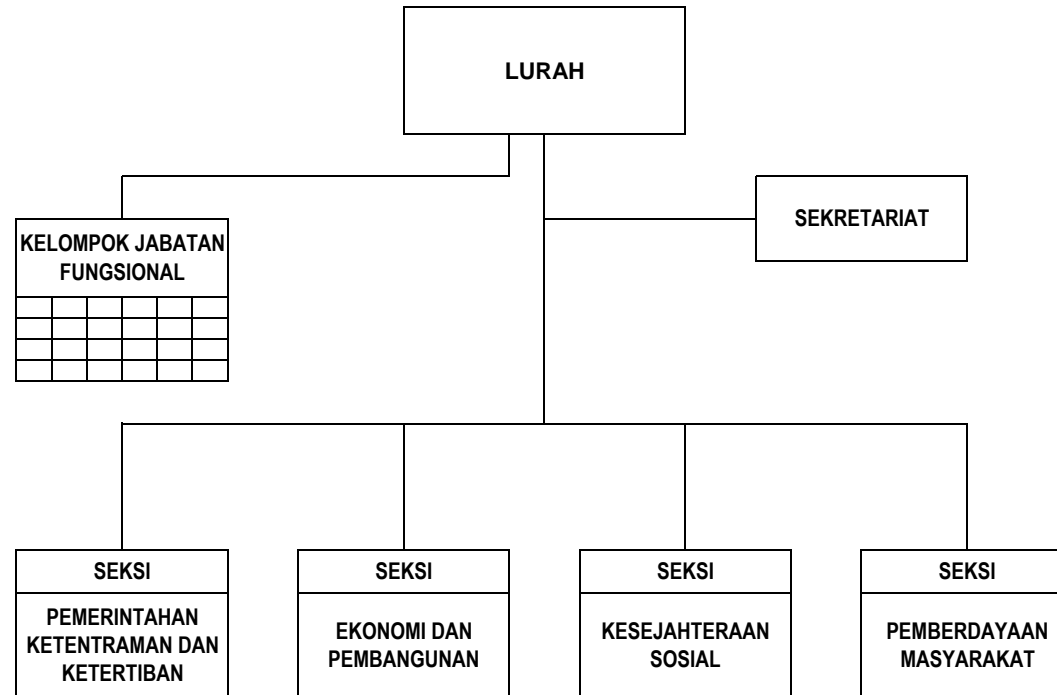 LURAH
SEKRETARIAT
KELOMPOK JABATAN
FUNGSIONAL
SEKSI
PEMERINTAHAN
KETENTRAMAN DAN
KETERTIBAN
SEKSI
EKONOMI DAN
PEMBANGUNAN
SEKSI
KESEJAHTERAAN
SOSIAL
SEKSI
PEMBERDAYAAN
MASYARAKAT